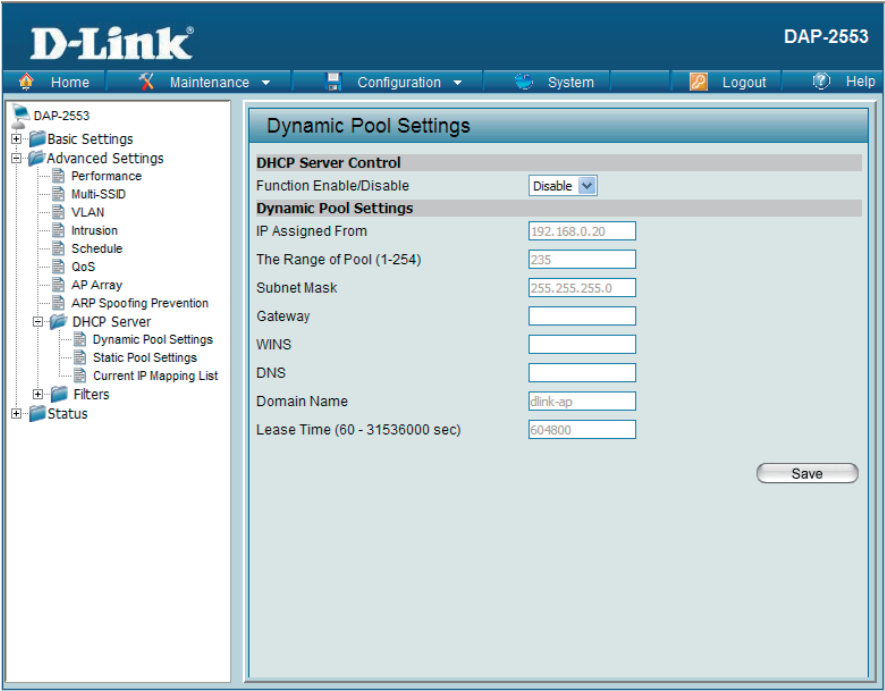 D-Link®
DAP-2553
Home
Maintenance
Configuration
System
Logout
Help
DAP-2553
Basic Settings
Advanced Settings
Performance
Multi-SSID
VLAN
Intrusion
Schedule
QoS
AP Array
ARP Spoofing Prevention
DHCP Server
Dynamic Pool Settings
Static Pool Settings
Current IP Mapping List
Filters
Status
Dynamic Pool Settings
DHCP Server Control
Function Enable/Disable Disable
Dynamic Pool Settings
IP Assigned From 192.168.0.20
The Range of Pool (1-254) 235
Subnet Mask 255.255.255.0
Gateway
WINS
DNS
Domain Name dlink-ap
Lease Time (60 - 31536000 sec) 604800
Save